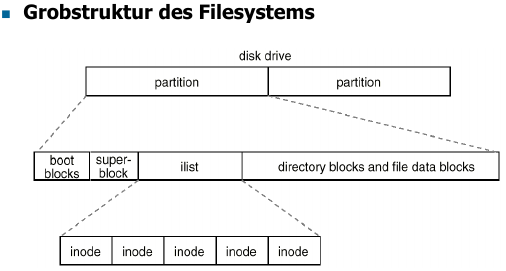 Grobstruktur des Filesystems
disk drive
partition partition
boot blocks super-block ilist directory blocks and file data blocks
inode inode inode inode inode